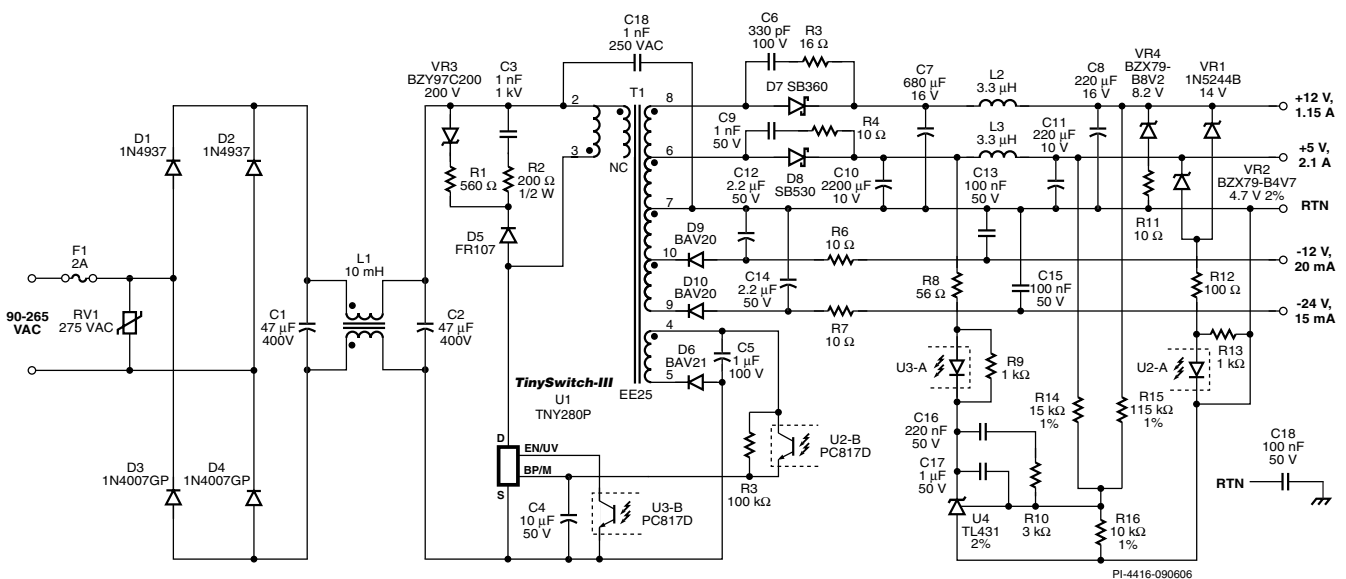 C18
1 nF
250 VAC
C6
330 pF
100 V
R3
16 Ω
VR3
BZY97C200
200 V
C3
1 nF
1 kV
D7 SB360
C7
680 μF
16 V
L2
3.3 μH
C8
220 μF
16 V
VR4
BZX79-
B8V2
8.2 V
VR1
1N5244B
14 V
+12 V,
1.15 A
2
T1
8
3
NC
6
C9
1 nF
50 V
R4
10 Ω
D8
SB530
L3
3.3 μH
C11
220 μF
10 V
+5 V,
2.1 A
D1
1N4937
D2
1N4937
R1
560 Ω
R2
200 Ω
1/2 W
C12
2.2 μF
50 V
C10
2200 μF
10 V
C13
100 nF
50 V
VR2
BZX79-B4V7
4.7 V 2%
7
RTN
D5
FR107
D9
BAV20
10
R6
10 Ω
R11
10 Ω
-12 V,
20 mA
F1
2A
L1
10 mH
D10
BAV20
9
C14
2.2 μF
50 V
R7
10 Ω
R8
56 Ω
C15
100 nF
50 V
R12
100 Ω
-24 V,
15 mA
90-265
VAC
RV1
275 VAC
C1
47 μF
400V
C2
47 μF
400V
4
5
D6
BAV21
C5
1 μF
100 V
EE25
U3-A
R9
1 kΩ
U2-A
R13
1 kΩ
TinySwitch-III
U1
TNY280P
R14
15 kΩ
1%
R15
115 kΩ
1%
D
EN/UV
BP/M
S
U2-B
PC817D
R3
100 kΩ
C16
220 nF
50 V
C17
1 μF
50 V
C18
100 nF
50 V
RTN
D3
1N4007GP
D4
1N4007GP
C4
10 μF
50 V
U3-B
PC817D
U4
TL431
2%
R10
3 kΩ
R16
10 kΩ
1%
PI-4416-090606